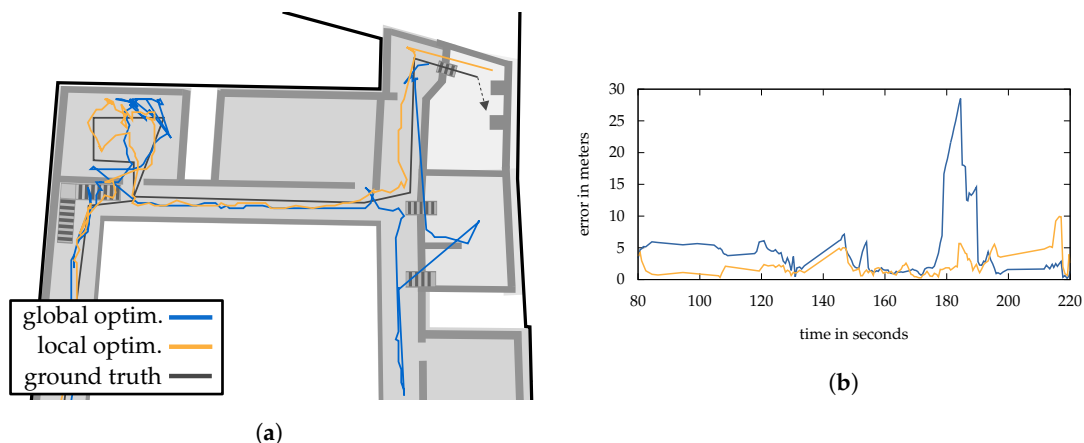 global optim.
local optim.
ground truth
(a)
error in meters
30
25
20
15
10
5
0
80 100 120 140 160 180 200 220
time in seconds
(b)